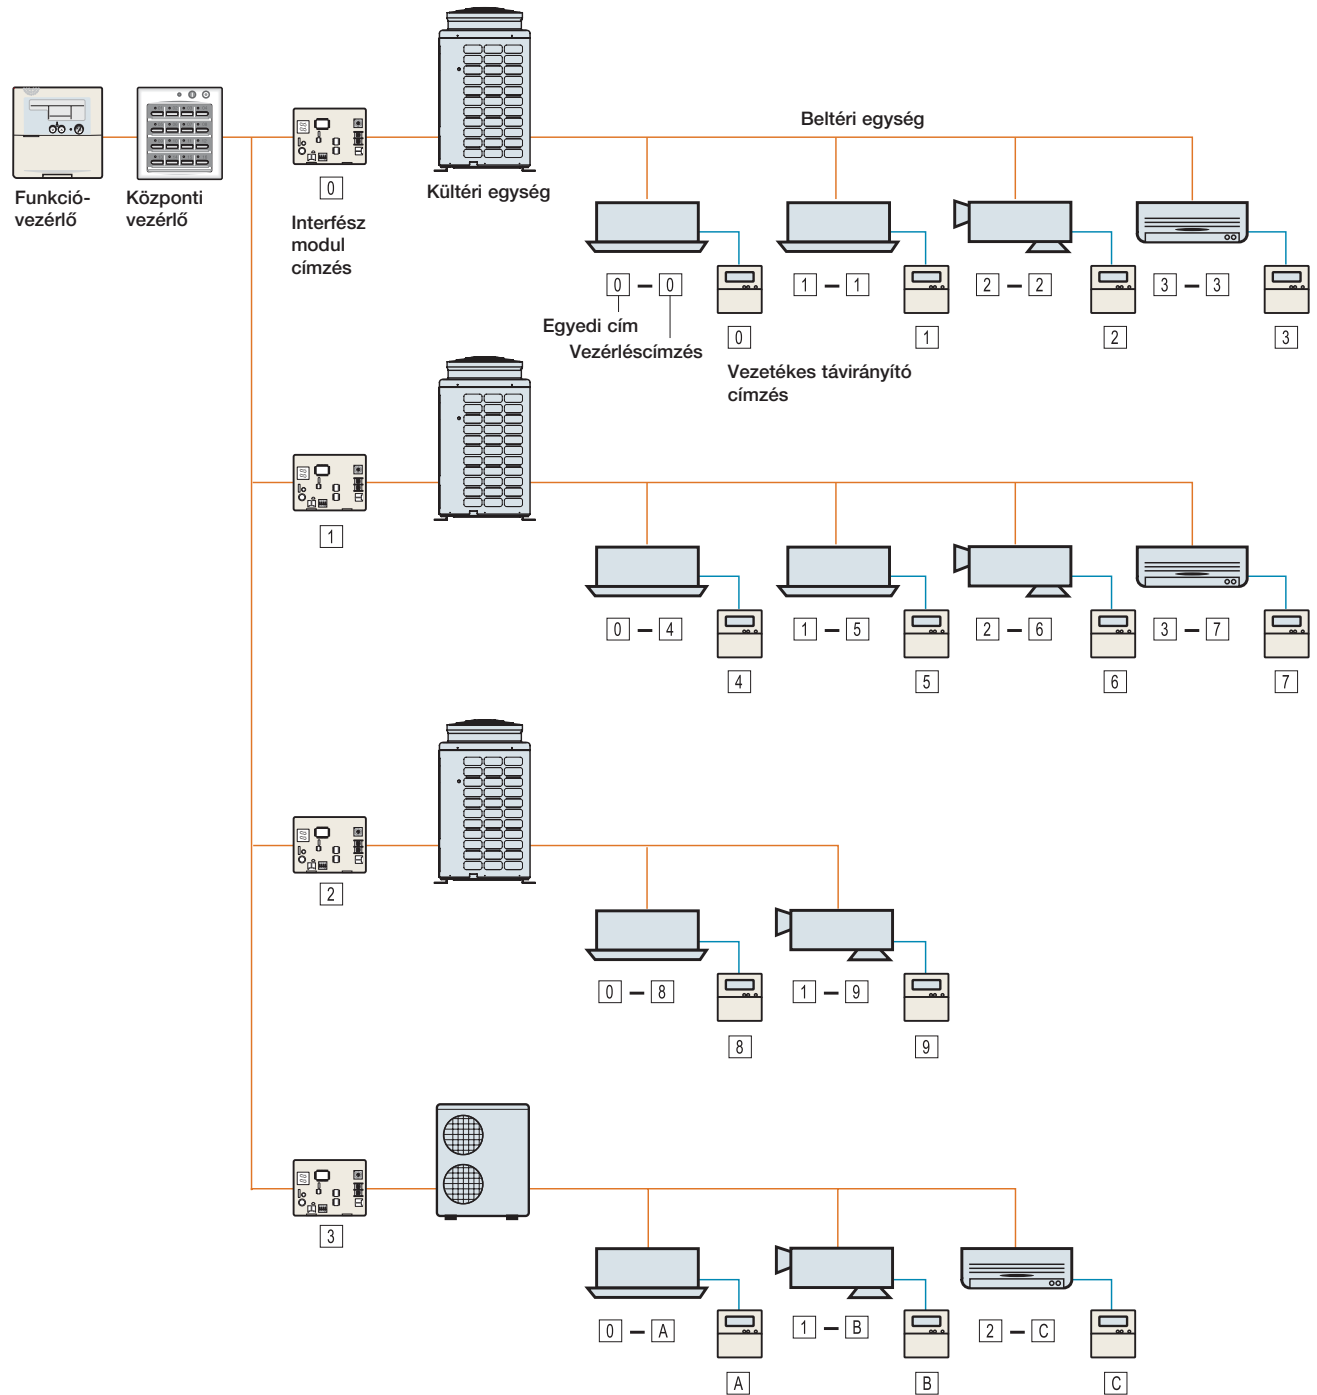 Beltéri egység
Funkció-
vezérlő
Központi
vezérlő
0
Kültéri egység
Interfész
modul
címzés
0 – 0
1 – 1
2 – 2
3 – 3
Egyedi cím
Vezérléscímzés
0
1
2
3
Vezetékes távirányító
címzés
1
0 – 4
1 – 5
2 – 6
3 – 7
4
5
6
7
2
0 – 8
1 – 9
8
9
3
0 – A
1 – B
2 – C
A
B
C